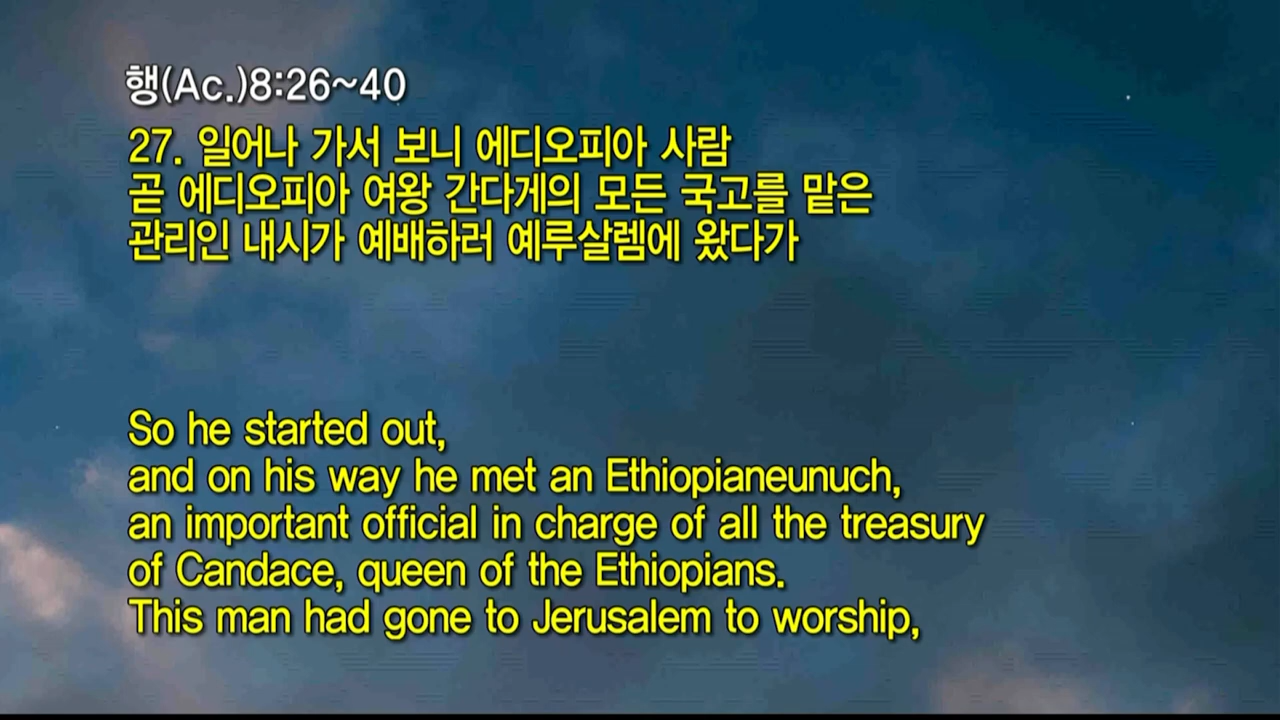 행(Ac.)8:26~40
27. 일어나 가서 보니 에디오피아 사람
곧 에디오피아 여왕 간다게의 모든 국고를 맡은
관리인 내시가 예배하러 예루살렘에 왔다가
So he started out,
and on his way he met an Ethiopianeunuch,
an important official in charge of all the treasury
of Candace, queen of the Ethiopians.
This man had gone to Jerusalem to worship,